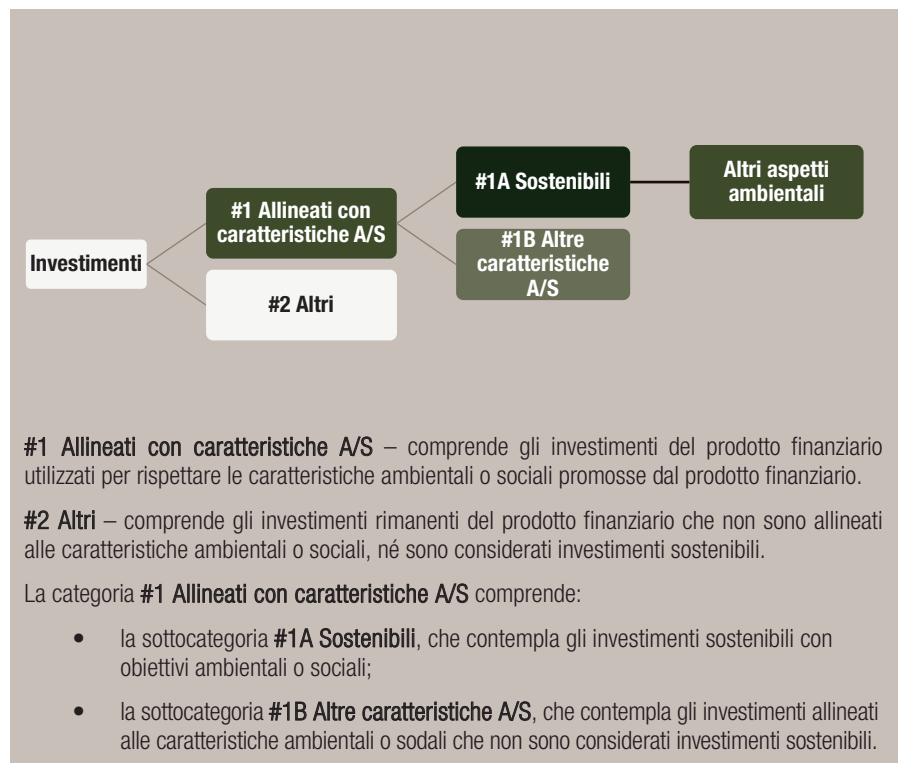 #1A Sostenibili
Altri aspetti
ambientali
#1 Allineati con
caratteristiche A/S
#1B Altre
caratteristiche
A/S
Investimenti
#2 Altri
#1 Allineati con caratteristiche A/S – comprende gli investimenti del prodotto finanziario
utilizzati per rispettare le caratteristiche ambientali o sociali promosse dal prodotto finanziario.
#2 Altri – comprende gli investimenti rimanenti del prodotto finanziario che non sono allineati
alle caratteristiche ambientali o sociali, né sono considerati investimenti sostenibili.
La categoria #1 Allineati con caratteristiche A/S comprende:
• la sottocategoria #1A Sostenibili, che contempla gli investimenti sostenibili con
obiettivi ambientali o sociali;
• la sottocategoria #1B Altre caratteristiche A/S, che contempla gli investimenti allineati
alle caratteristiche ambientali o sodali che non sono considerati investimenti sostenibili.